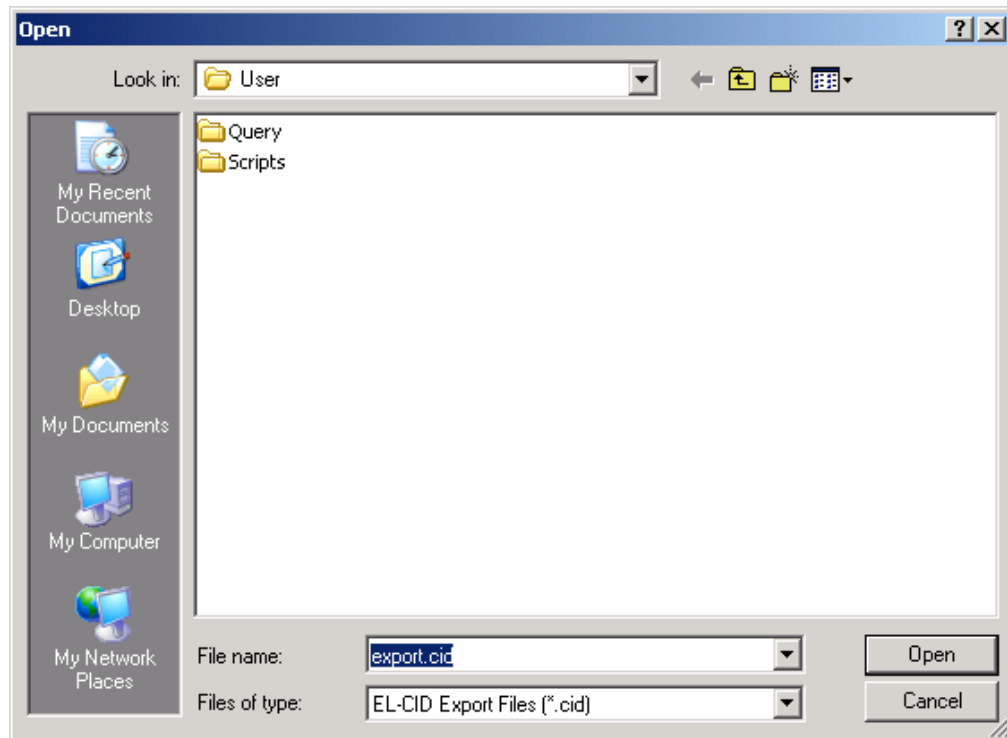 Open
Look in: User
Query
Scripts
My Recent
Documents
Desktop
My Documents
My Computer
My Network
Places
File name: export.cid Open
Files of type: EL-CID Export Files (*.cid) Cancel